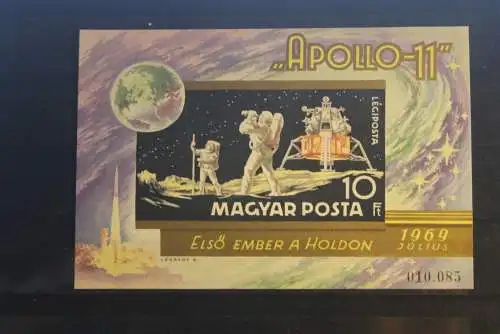 „APOLLO-11”
LÉGIPOSTA
10 Ft
MAGYAR POSTA
ELSŐ EMBER A HOLDON
1969
JÚLIUS
010.085